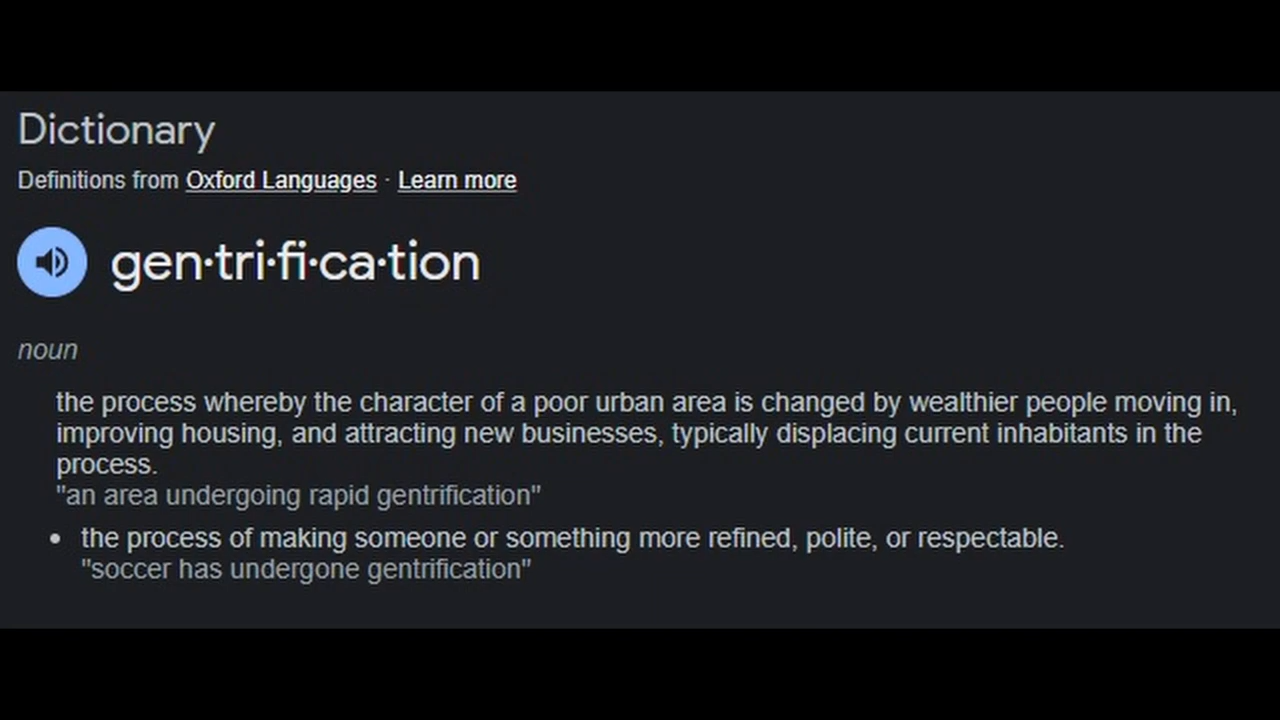 Dictionary
Definitions from Oxford Languages · Learn more
gen·tri·fi·ca·tion
noun
the process whereby the character of a poor urban area is changed by wealthier people moving in,
improving housing, and attracting new businesses, typically displacing current inhabitants in the
process.
"an area undergoing rapid gentrification"
• the process of making someone or something more refined, polite, or respectable.
"soccer has undergone gentrification"